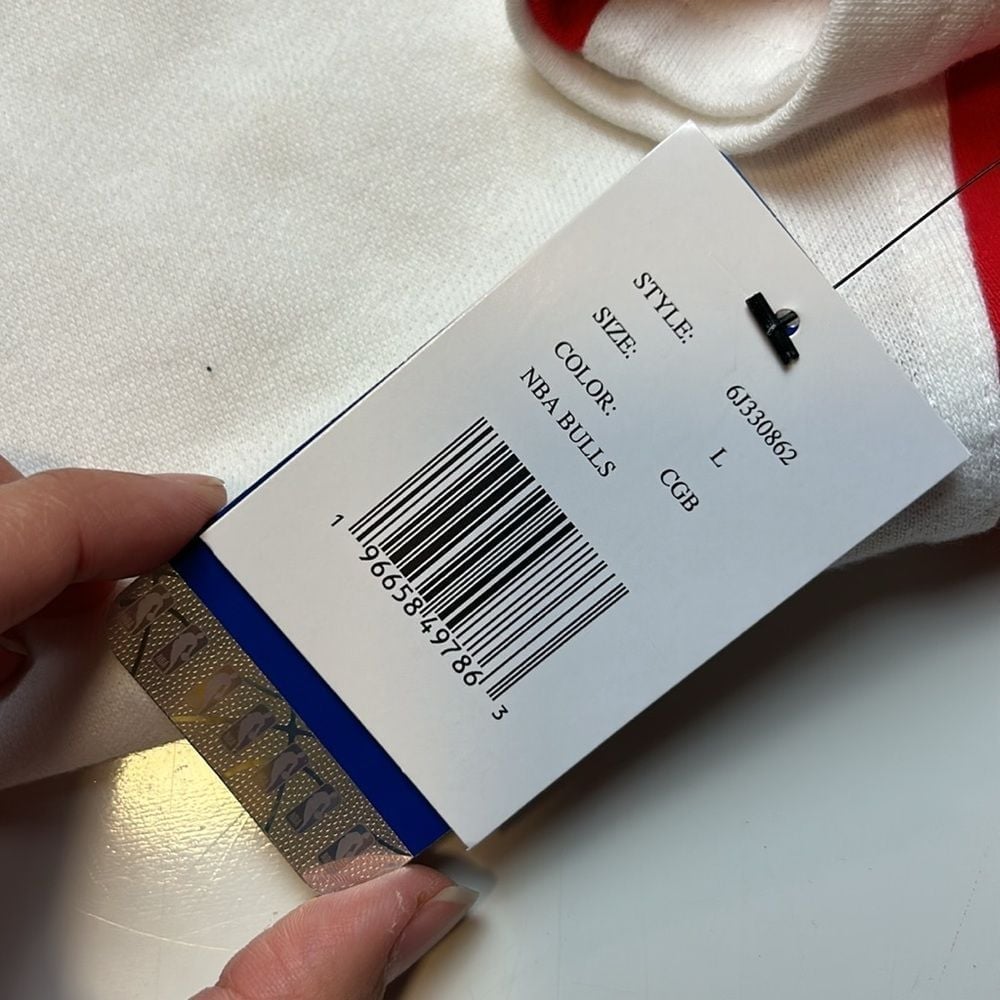 STYLE: 6J330862
SIZE: L
COLOR: CGB
NBA BULLS
1 96658 49786 3